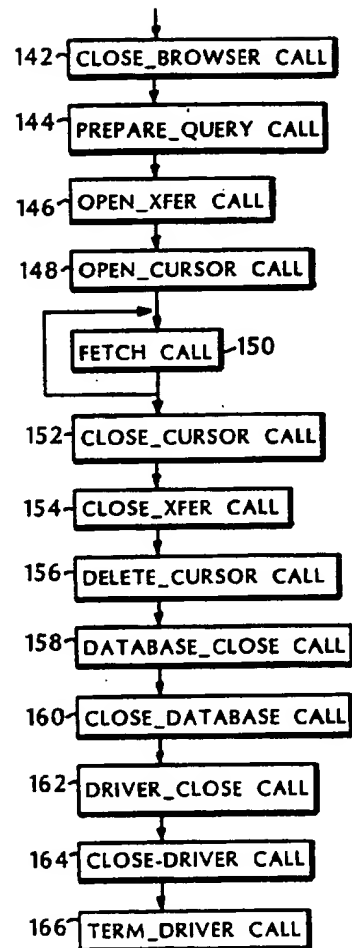 142 CLOSE_BROWSER CALL
144 PREPARE_QUERY CALL
146 OPEN_XFER CALL
148 OPEN_CURSOR CALL
FETCH CALL 150
152 CLOSE_CURSOR CALL
154 CLOSE_XFER CALL
156 DELETE_CURSOR CALL
158 DATABASE_CLOSE CALL
160 CLOSE_DATABASE CALL
162 DRIVER_CLOSE CALL
164 CLOSE-DRIVER CALL
166 TERM_DRIVER CALL